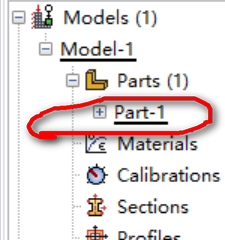 Models (1)
Model-1
Parts (1)
Part-1
Materials
Calibrations
Sections
Profiles